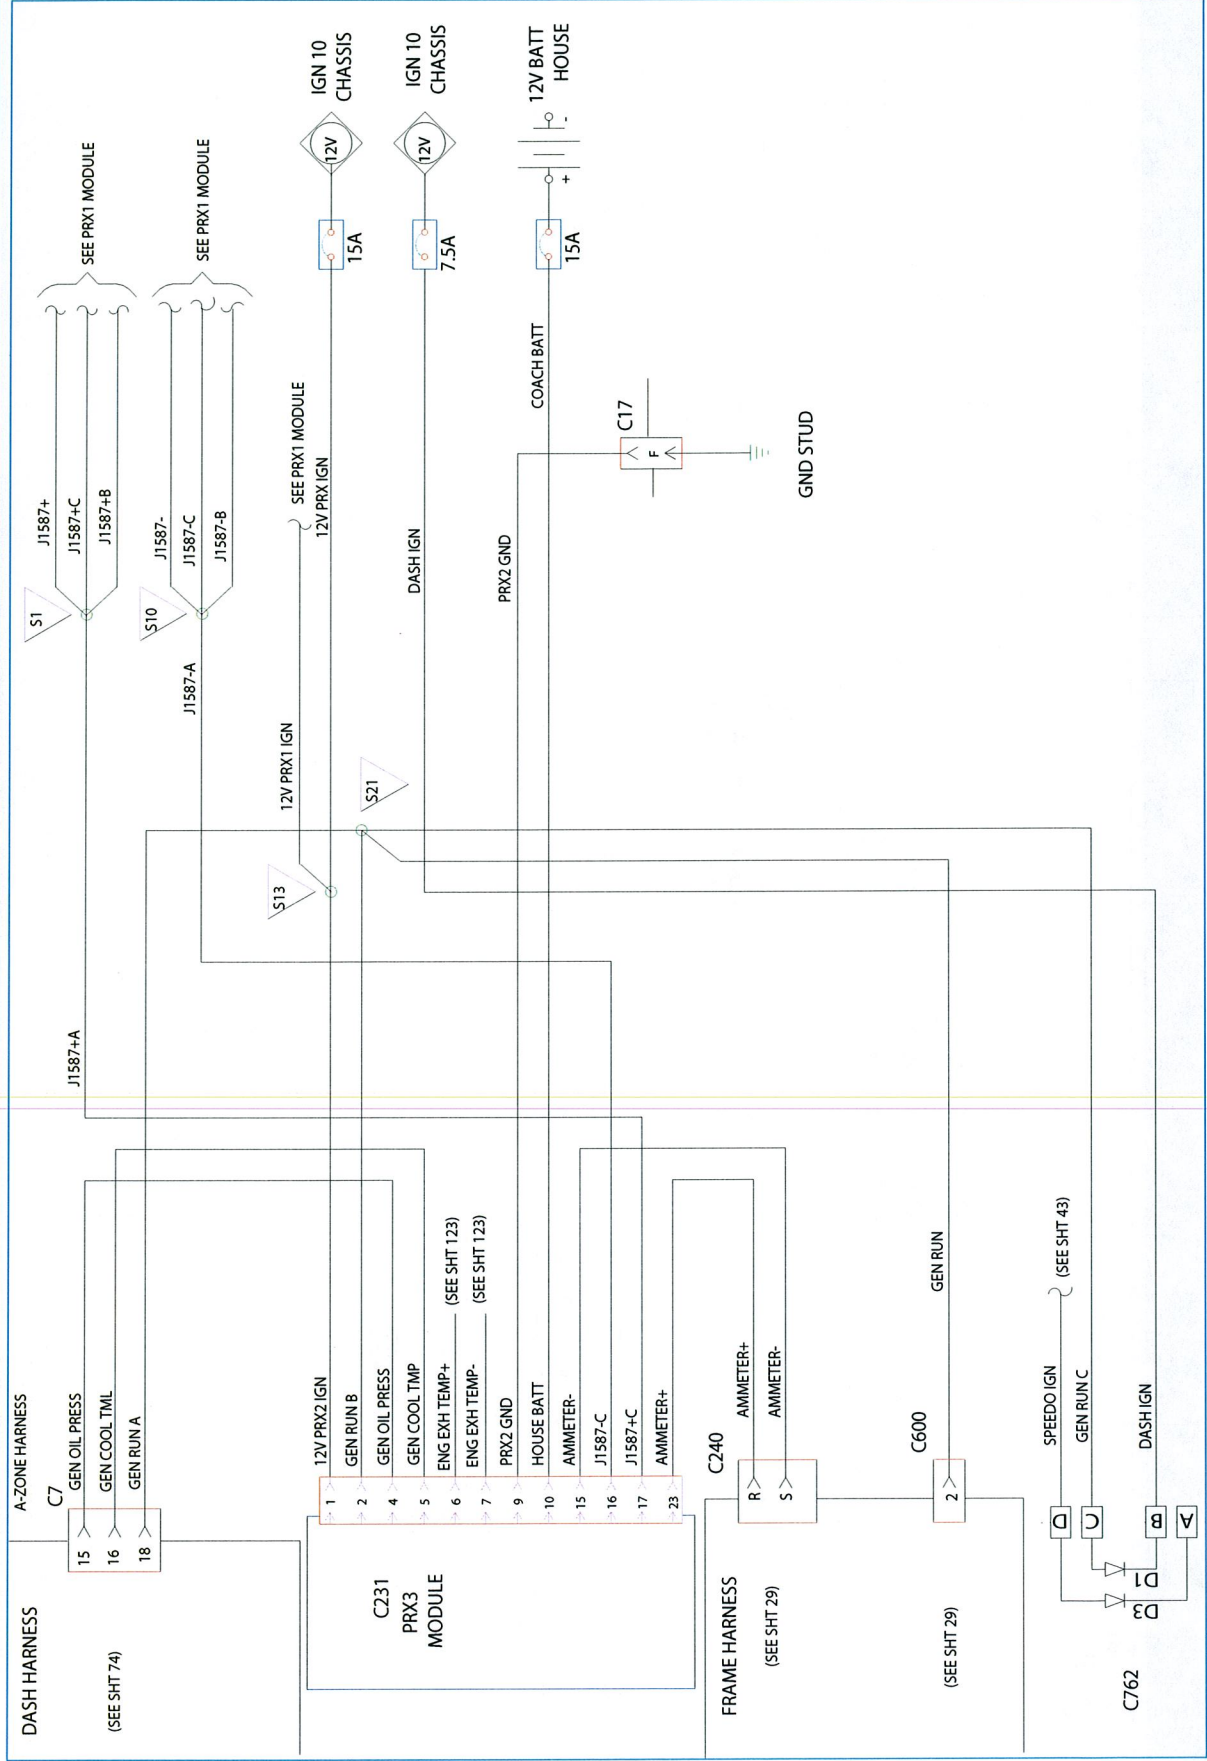 DASH HARNESS
(SEE SHT 74)
A-ZONE HARNESS
C7
15
16
18
GEN OIL PRESS
GEN COOL TML
GEN RUN A
J1587+A
S1
J1587+
J1587+C
J1587+B
SEE PRX1 MODULE
J1587-A
S10
J1587-
J1587-C
J1587-B
SEE PRX1 MODULE
S13
12V PRX1 IGN
SEE PRX1 MODULE
12V PRX IGN
15A
12V
IGN 10
CHASSIS
S21
DASH IGN
7.5A
12V
IGN 10
CHASSIS
PRX2 GND
COACH BATT
15A
+
-
12V BATT
HOUSE
C17
F
GND STUD
C231
PRX3
MODULE
1
2
4
5
6
7
9
10
15
16
17
23
12V PRX2 IGN
GEN RUN B
GEN OIL PRESS
GEN COOL TMP
ENG EXH TEMP+
(SEE SHT 123)
ENG EXH TEMP-
(SEE SHT 123)
PRX2 GND
HOUSE BATT
AMMETER-
J1587-C
J1587+C
AMMETER+
FRAME HARNESS
(SEE SHT 29)
C240
R
S
AMMETER+
AMMETER-
(SEE SHT 29)
C600
2
GEN RUN
C762
D1
D3
D
C
B
A
SPEEDO IGN
(SEE SHT 43)
GEN RUN C
DASH IGN